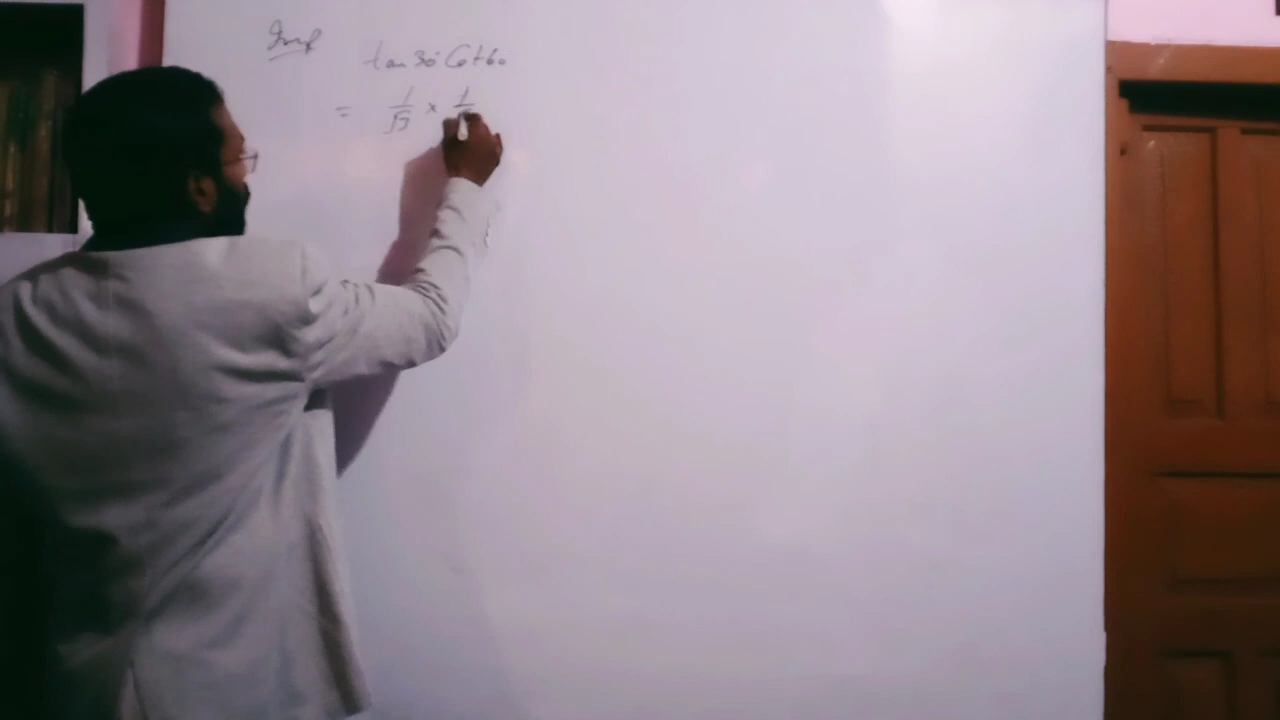 Imp
tan 30° Cot 60
= 1/√3 × 1/